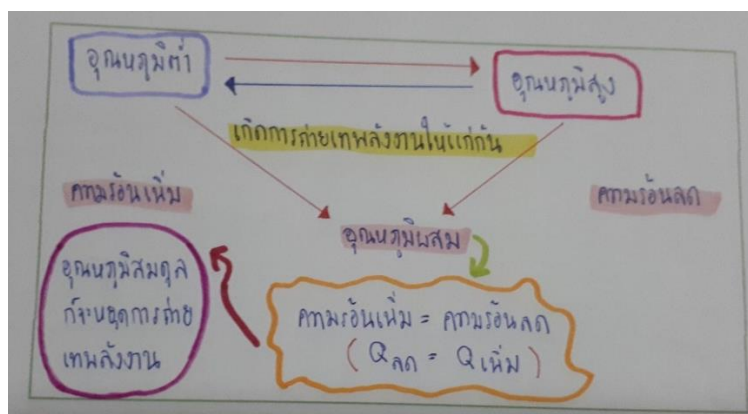 อุณหภูมิต่ำ
อุณหภูมิสูง
เกิดการถ่ายเทพลังงานให้แก่กัน
ความร้อนเพิ่ม
ความร้อนลด
อุณหภูมิผสม
อุณหภูมิสมดุล
ก็จะหยุดการถ่าย
เทพลังงาน
ความร้อนเพิ่ม = ความร้อนลด
( Qลด = Qเพิ่ม )